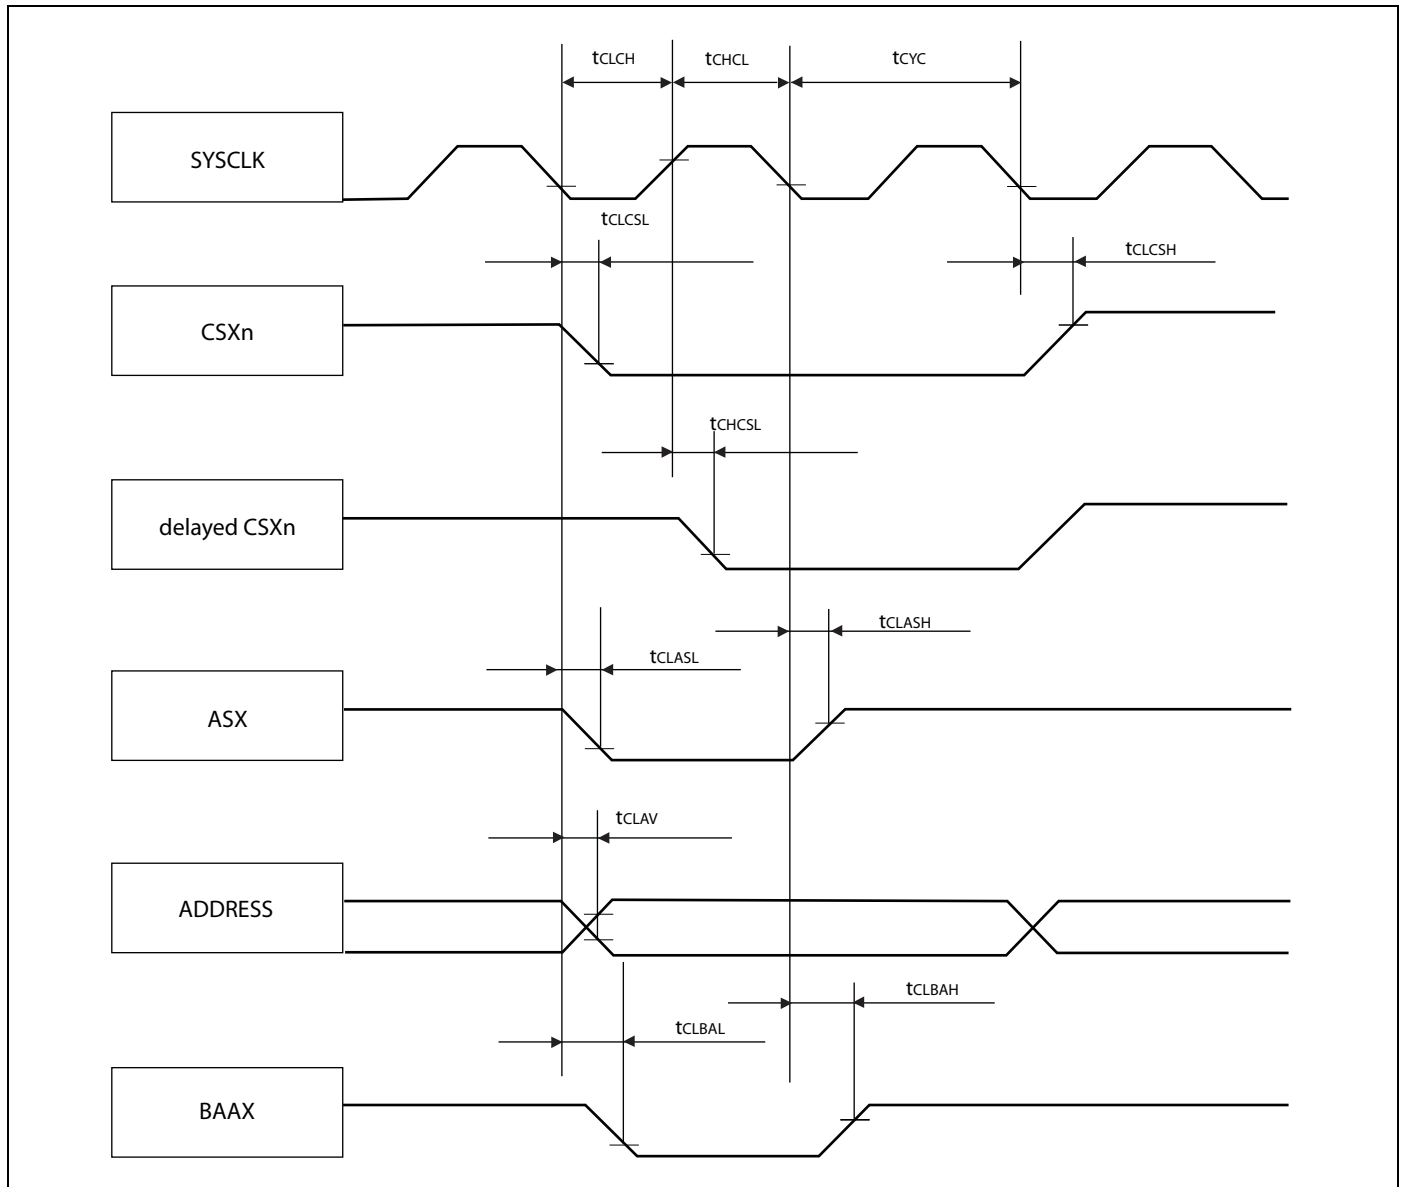 tCLCH
tCHCL
tCYC
SYSCLK
tCLCSL
tCLCSH
CSXn
tCHCSL
delayed CSXn
tCLASH
tCLASL
ASX
tCLAV
ADDRESS
tCLBAH
tCLBAL
BAAX